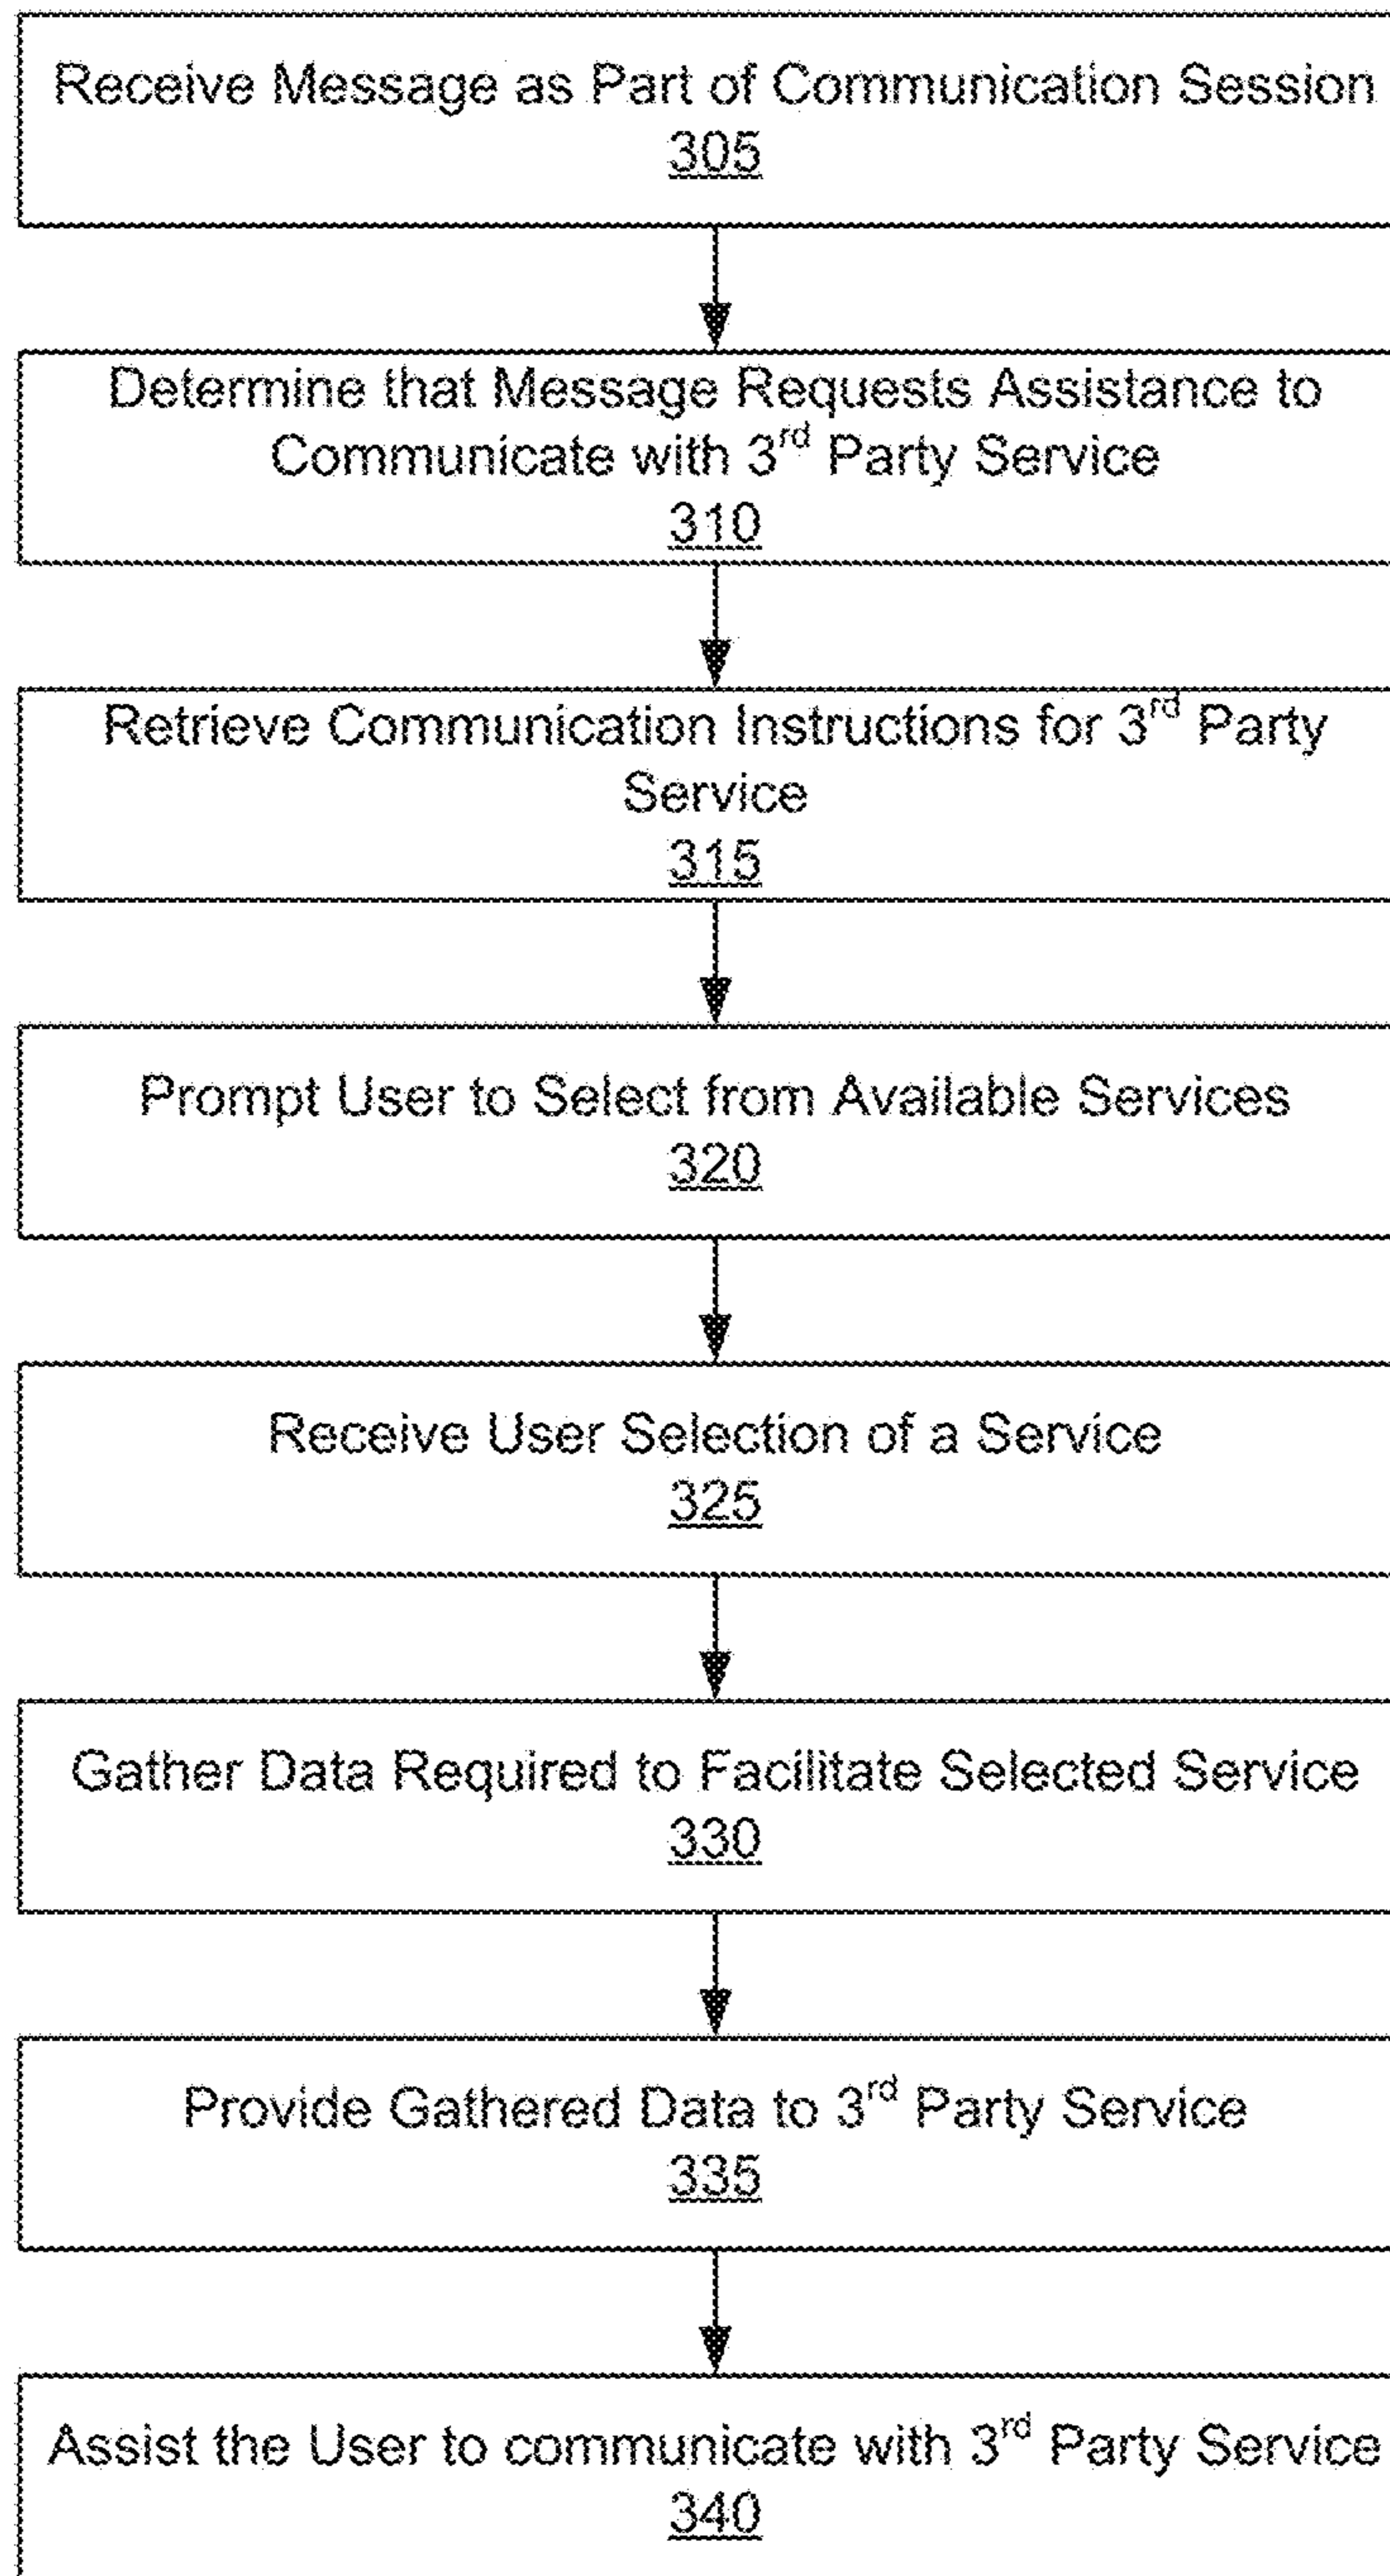 Receive Message as Part of Communication Session
305
Determine that Message Requests Assistance to
Communicate with 3rd Party Service
310
Retrieve Communication Instructions for 3rd Party
Service
315
Prompt User to Select from Available Services
320
Receive User Selection of a Service
325
Gather Data Required to Facilitate Selected Service
330
Provide Gathered Data to 3rd Party Service
335
Assist the User to communicate with 3rd Party Service
340